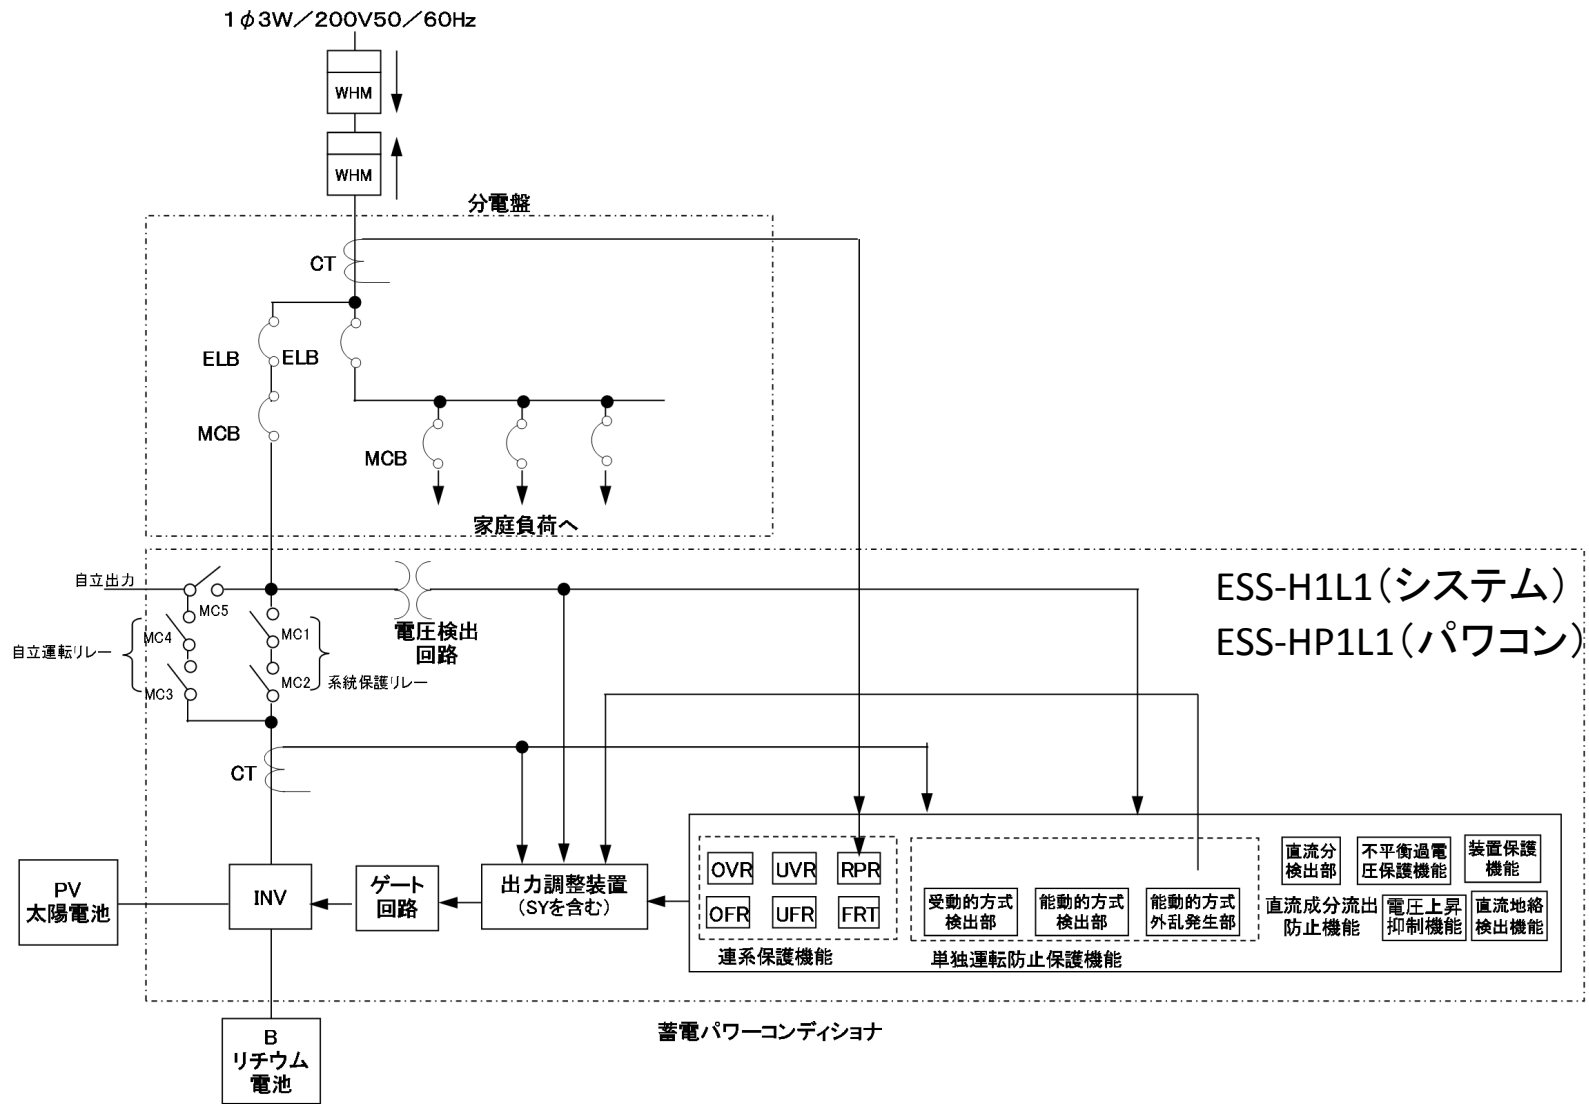 1φ3W/200V50/60Hz
WHM
WHM
分電盤
CT
ELB
ELB
MCB
MCB
家庭負荷へ
自立出力
MC5
MC4
MC1
自立運転リレー
MC3
MC2
系統保護リレー
電圧検出
回路
ESS-H1L1(システム)
ESS-HP1L1(パワコン)
CT
PV
太陽電池
INV
ゲート
回路
出力調整装置
(SYを含む)
OVR
UVR
RPR
OFR
UFR
FRT
連系保護機能
受動的方式
検出部
能動的方式
検出部
能動的方式
外乱発生部
単独運転防止保護機能
直流分
検出部
直流成分流出
防止機能
不平衡過電
圧保護機能
装置保護
機能
電圧上昇
抑制機能
直流地絡
検出機能
B
リチウム
電池
蓄電パワーコンディショナ